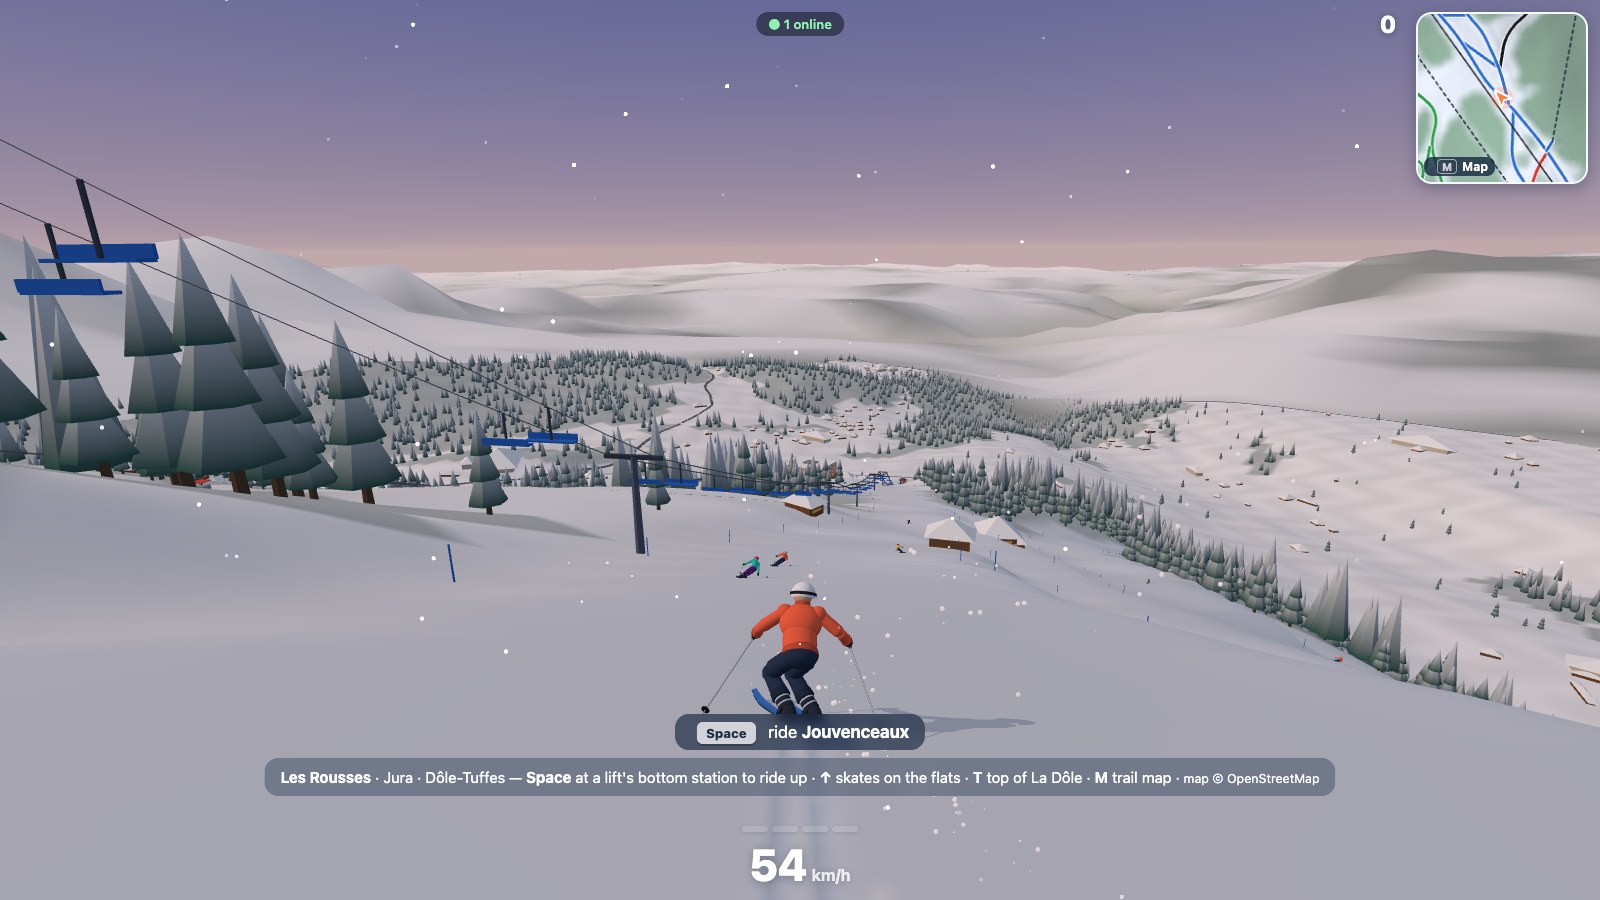 1 online
0
M Map
Space ride Jouvenceaux
Les Rousses · Jura · Dôle-Tuffes — Space at a lift's bottom station to ride up · ↑ skates on the flats · T top of La Dôle · M trail map · map © OpenStreetMap
54 km/h